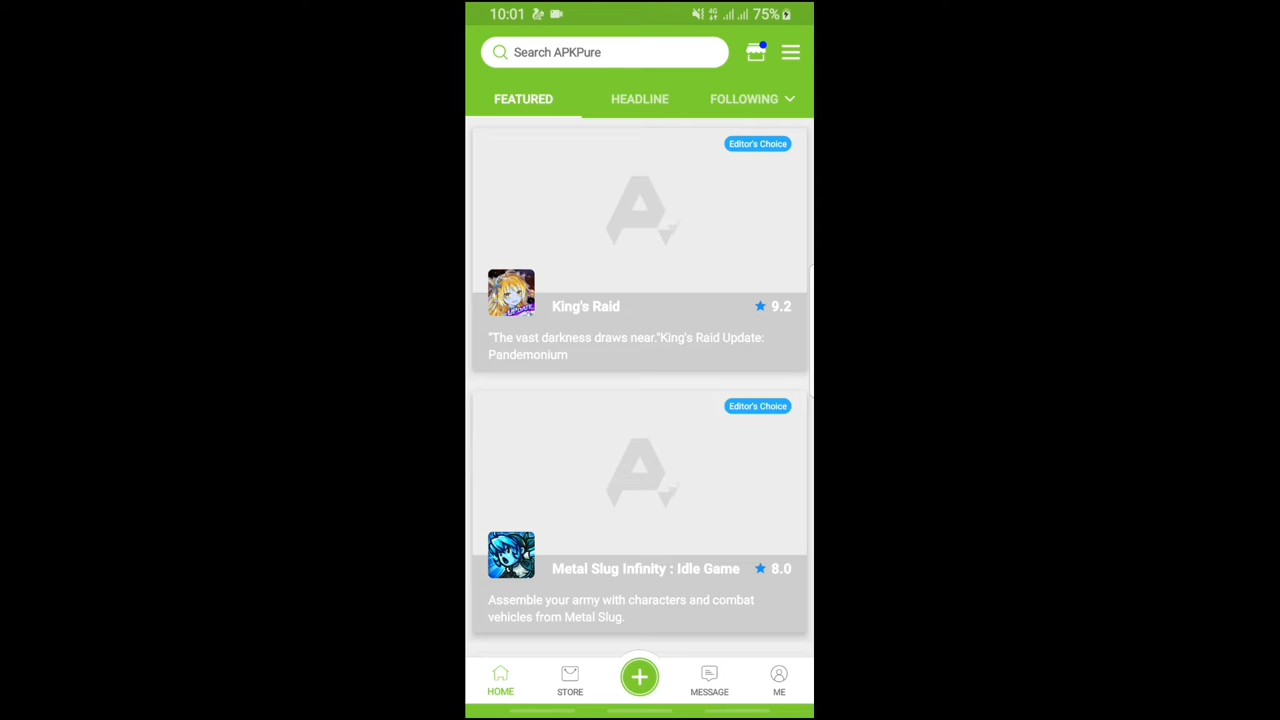 10:01 4G 75%
Search APKPure
FEATURED HEADLINE FOLLOWING
Editor's Choice
UPDATE
King's Raid 9.2
"The vast darkness draws near."King's Raid Update:
Pandemonium
Editor's Choice
Metal Slug Infinity : Idle Game 8.0
Assemble your army with characters and combat
vehicles from Metal Slug.
HOME STORE MESSAGE ME